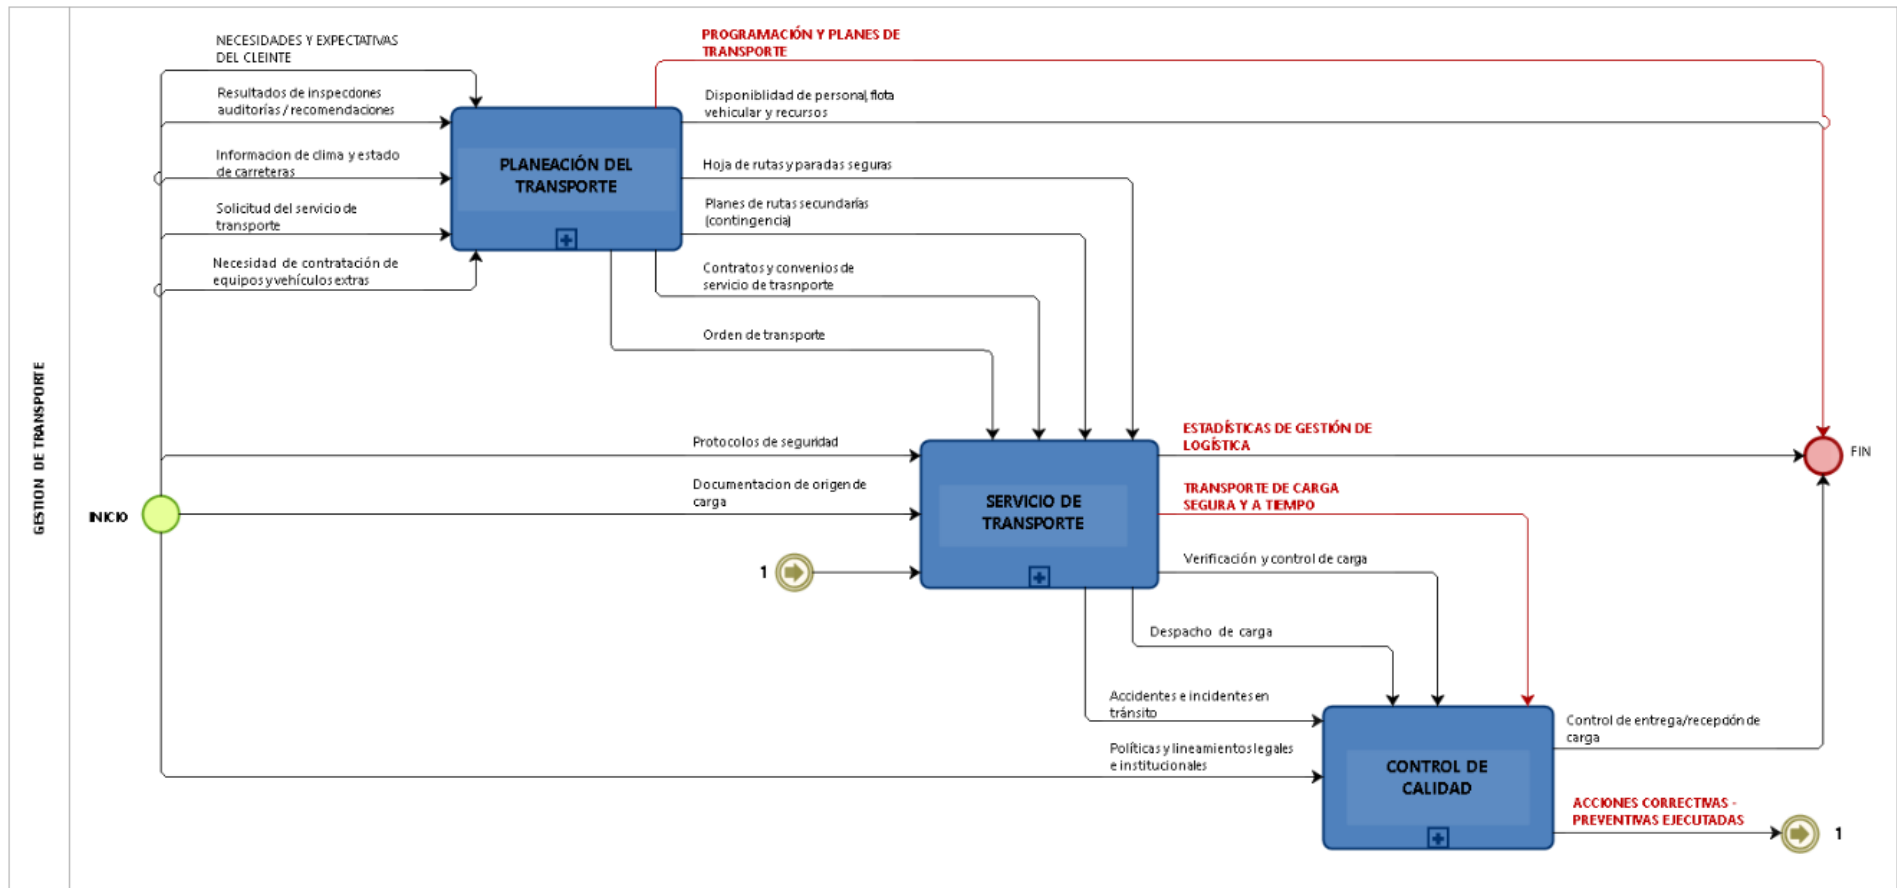 GESTION DE TRANSPORTE
NECESIDADES Y EXPECTATIVAS
DEL CLEINTE
Resultados de inspecciones
auditorías / recomendaciones
Informacion de clima y estado
de carreteras
Solicitud del servicio de
transporte
Necesidad de contratación de
equipos y vehículos extras
PLANEACIÓN DEL
TRANSPORTE
PROGRAMACIÓN Y PLANES DE
TRANSPORTE
Disponiblidad de personal, flota
vehicular y recursos
Hoja de rutas y paradas seguras
Planes de rutas secundarías
(contingencia)
Contratos y convenios de
servicio de trasnporte
Orden de transporte
INICIO
Protocolos de seguridad
Documentacion de origen de
carga
1
SERVICIO DE
TRANSPORTE
ESTADÍSTICAS DE GESTIÓN DE
LOGÍSTICA
FIN
TRANSPORTE DE CARGA
SEGURA Y A TIEMPO
Verificación y control de carga
Despacho de carga
Accidentes e incidentes en
tránsito
Políticas y lineamientos legales
e institucionales
CONTROL DE
CALIDAD
Control de entrega/recepción de
carga
ACCIONES CORRECTIVAS -
PREVENTIVAS EJECUTADAS
1